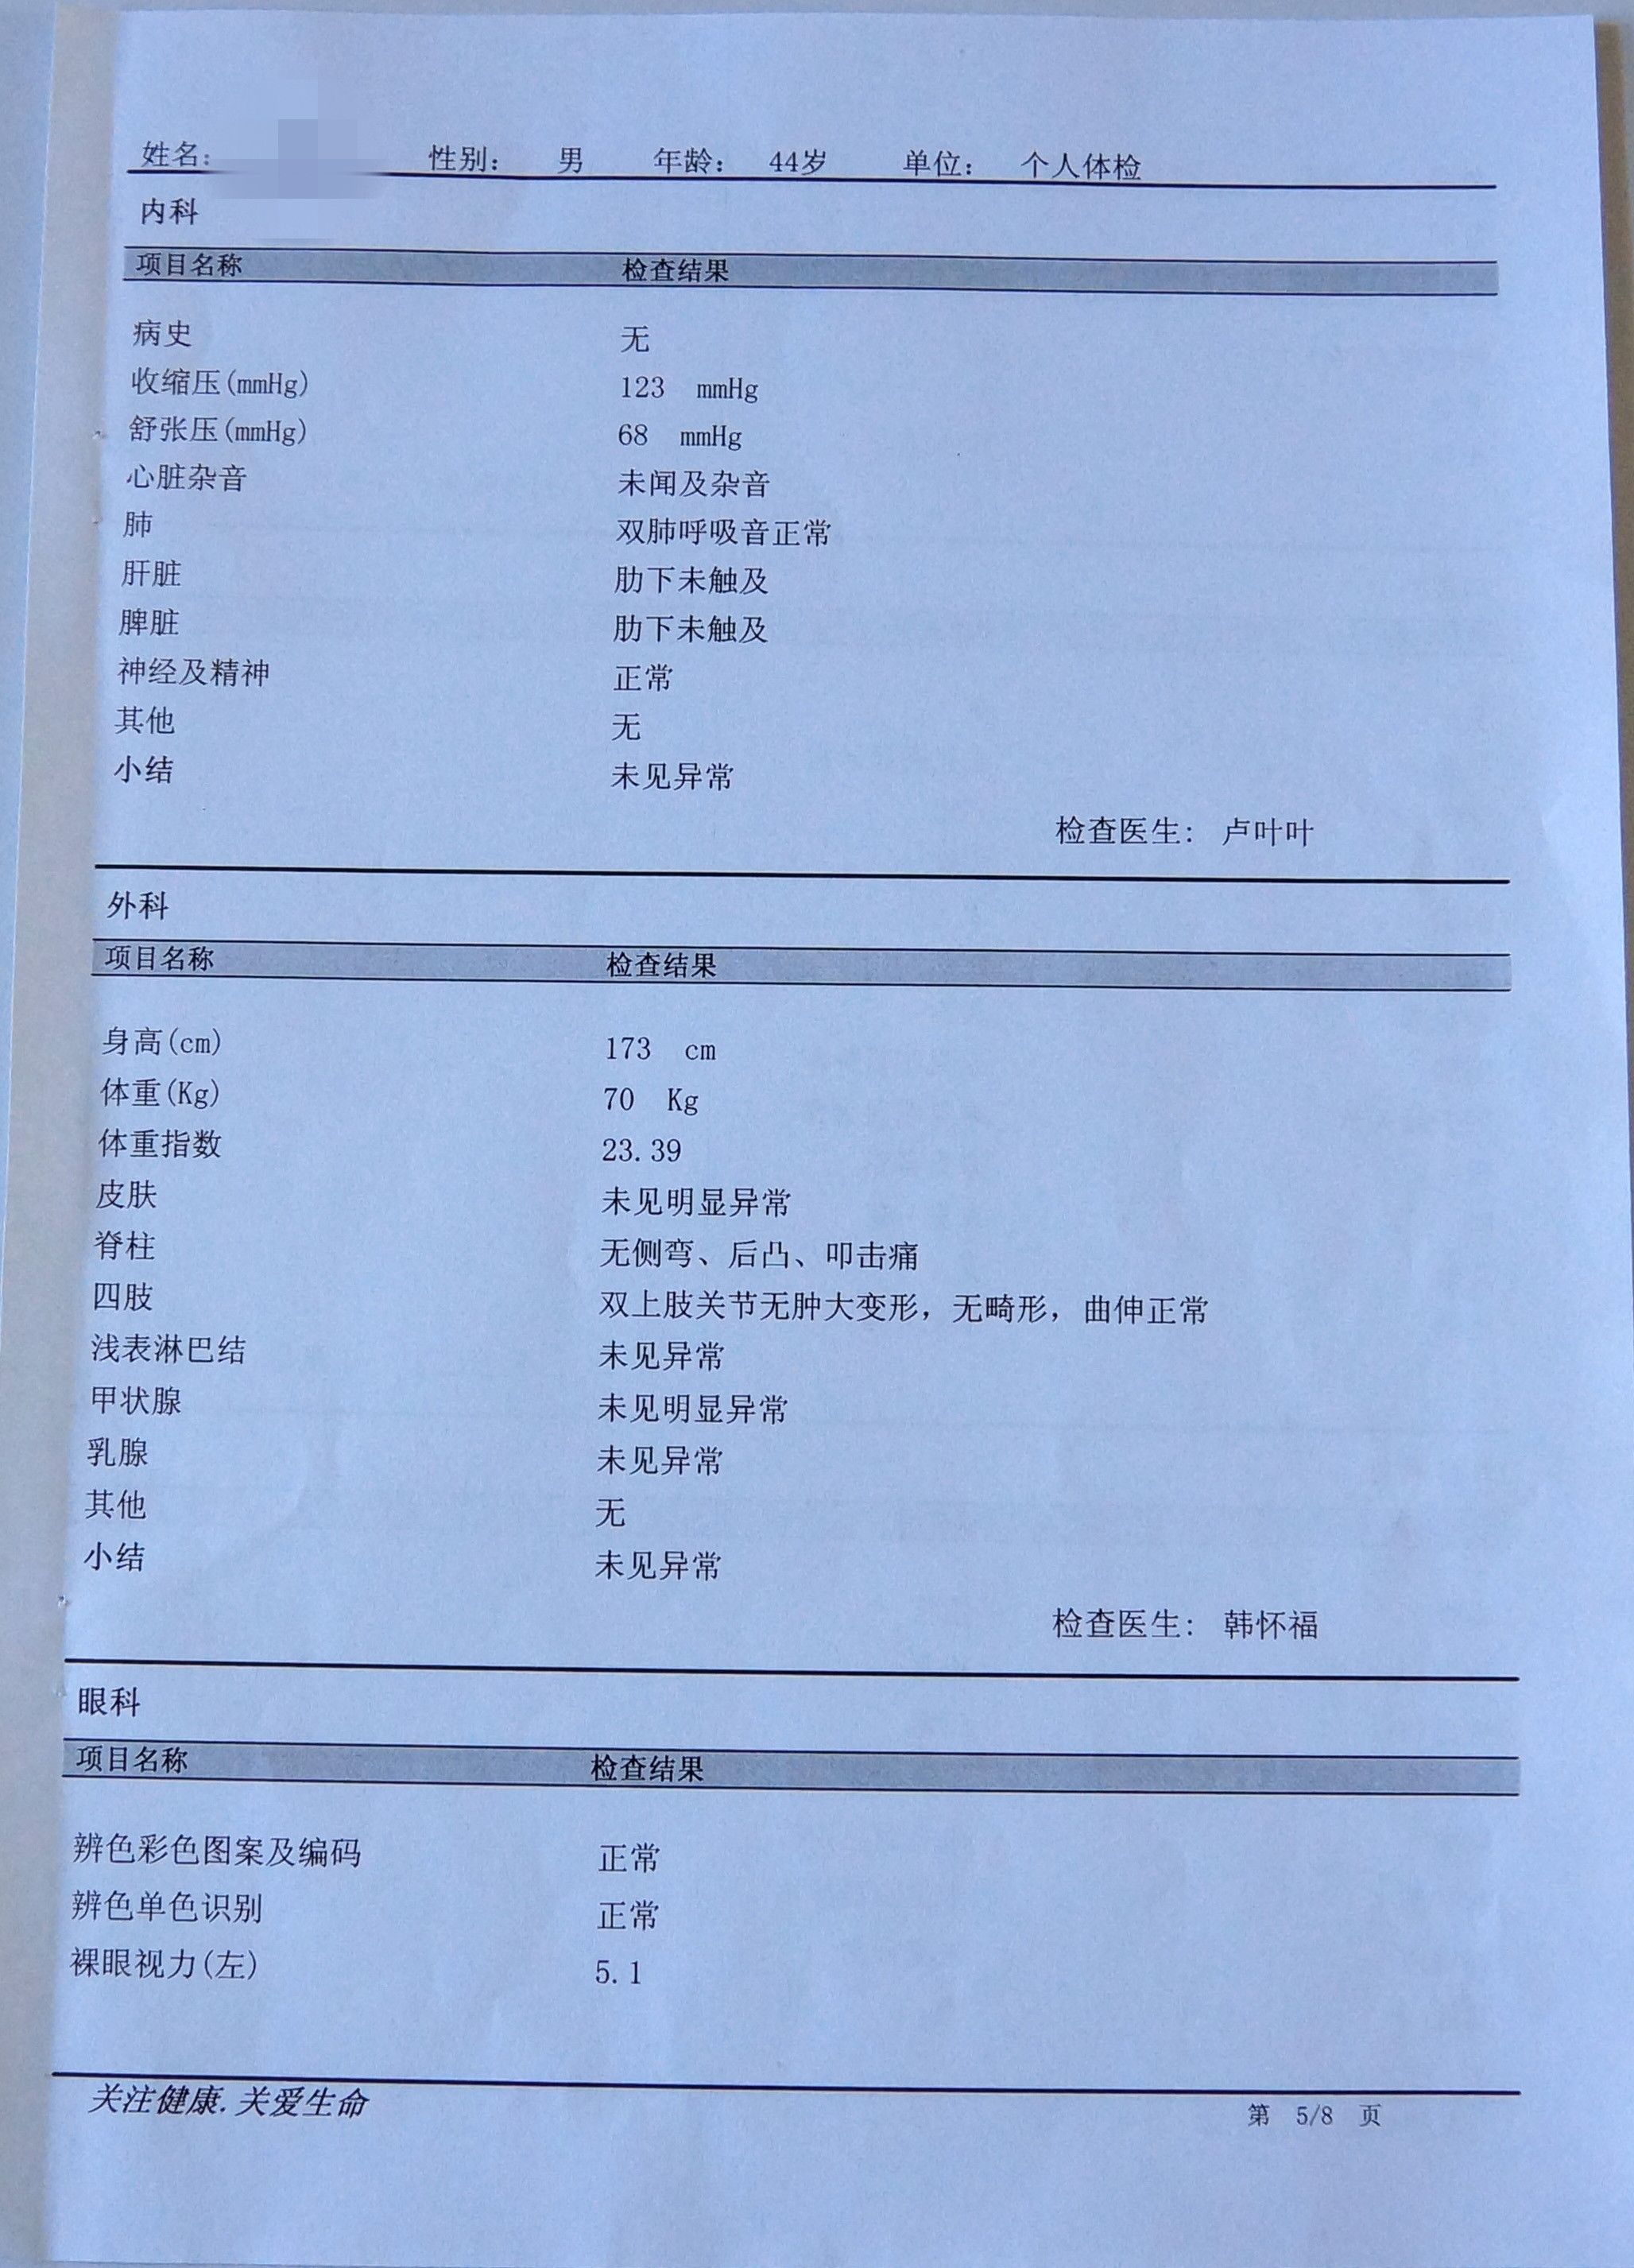 姓名: 性别: 男 年龄: 44岁 单位: 个人体检
内科
项目名称 检查结果
病史 无
收缩压(mmHg) 123 mmHg
舒张压(mmHg) 68 mmHg
心脏杂音 未闻及杂音
肺 双肺呼吸音正常
肝脏 肋下未触及
脾脏 肋下未触及
神经及精神 正常
其他 无
小结 未见异常
检查医生: 卢叶叶
外科
项目名称 检查结果
身高(cm) 173 cm
体重(Kg) 70 Kg
体重指数 23.39
皮肤 未见明显异常
脊柱 无侧弯、后凸、叩击痛
四肢 双上肢关节无肿大变形，无畸形，曲伸正常
浅表淋巴结 未见异常
甲状腺 未见明显异常
乳腺 未见异常
其他 无
小结 未见异常
检查医生: 韩怀福
眼科
项目名称 检查结果
辨色彩色图案及编码 正常
辨色单色识别 正常
裸眼视力(左) 5.1
关注健康.关爱生命
第 5/8 页